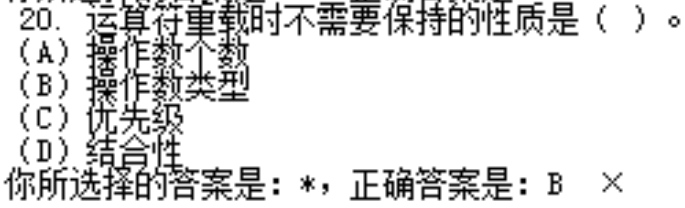 20. 运算符重载时不需要保持的性质是( )。
(A) 操作数个数
(B) 操作数类型
(C) 优先级
(D) 结合性
你所选择的答案是：*，正确答案是：B ×